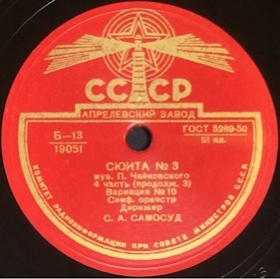 СССР
АПРЕЛЕВСКИЙ ЗАВОД
Б—13
19051
ГОСТ 5289-50
III кл.
СЮИТА № 3
муз. П. Чайковского
4 часть (продолж. 3)
Вариация № 10
Симф. оркестр
Дирижер
С. А. САМОСУД
КОМИТЕТ РАДИОИНФОРМАЦИИ ПРИ СОВЕТЕ МИНИСТРОВ СССР